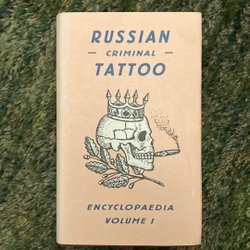 RUSSIAN
CRIMINAL
TATTOO
ENCYCLOPAEDIA
VOLUME I